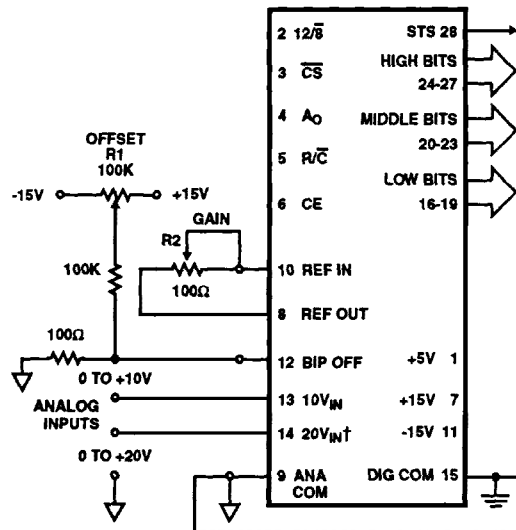 2 12/8̅
STS 28
HIGH BITS
24-27
3 C̅S̅
4 AO
MIDDLE BITS
20-23
5 R/C̅
LOW BITS
16-19
6 CE
OFFSET
R1
100K
-15V
+15V
100K
GAIN
R2
100Ω
10 REF IN
8 REF OUT
100Ω
12 BIP OFF
+5V 1
0 TO +10V
ANALOG
INPUTS
13 10VIN
+15V 7
14 20VIN†
-15V 11
0 TO +20V
9 ANA
COM
DIG COM 15